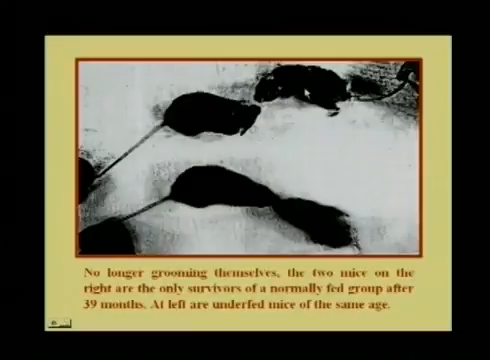 No longer grooming themselves, the two mice on the
right are the only survivors of a normally fed group after
39 months. At left are underfed mice of the same age.